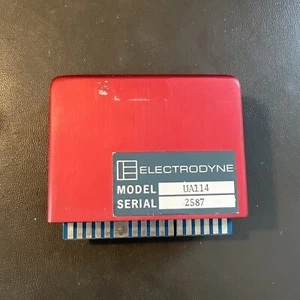 ELECTRODYNE
MODEL UA114
SERIAL 2587